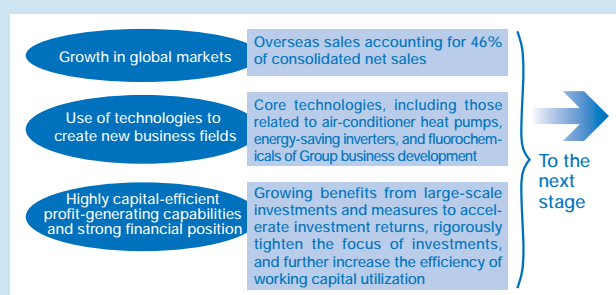 Growth in global markets
Overseas sales accounting for 46%
of consolidated net sales
Use of technologies to
create new business fields
Core technologies, including those
related to air-conditioner heat pumps,
energy-saving inverters, and fluorochem-
icals of Group business development
Highly capital-efficient
profit-generating capabilities
and strong financial position
Growing benefits from large-scale
investments and measures to accel-
erate investment returns, rigorously
tighten the focus of investments,
and further increase the efficiency of
working capital utilization
To the
next
stage